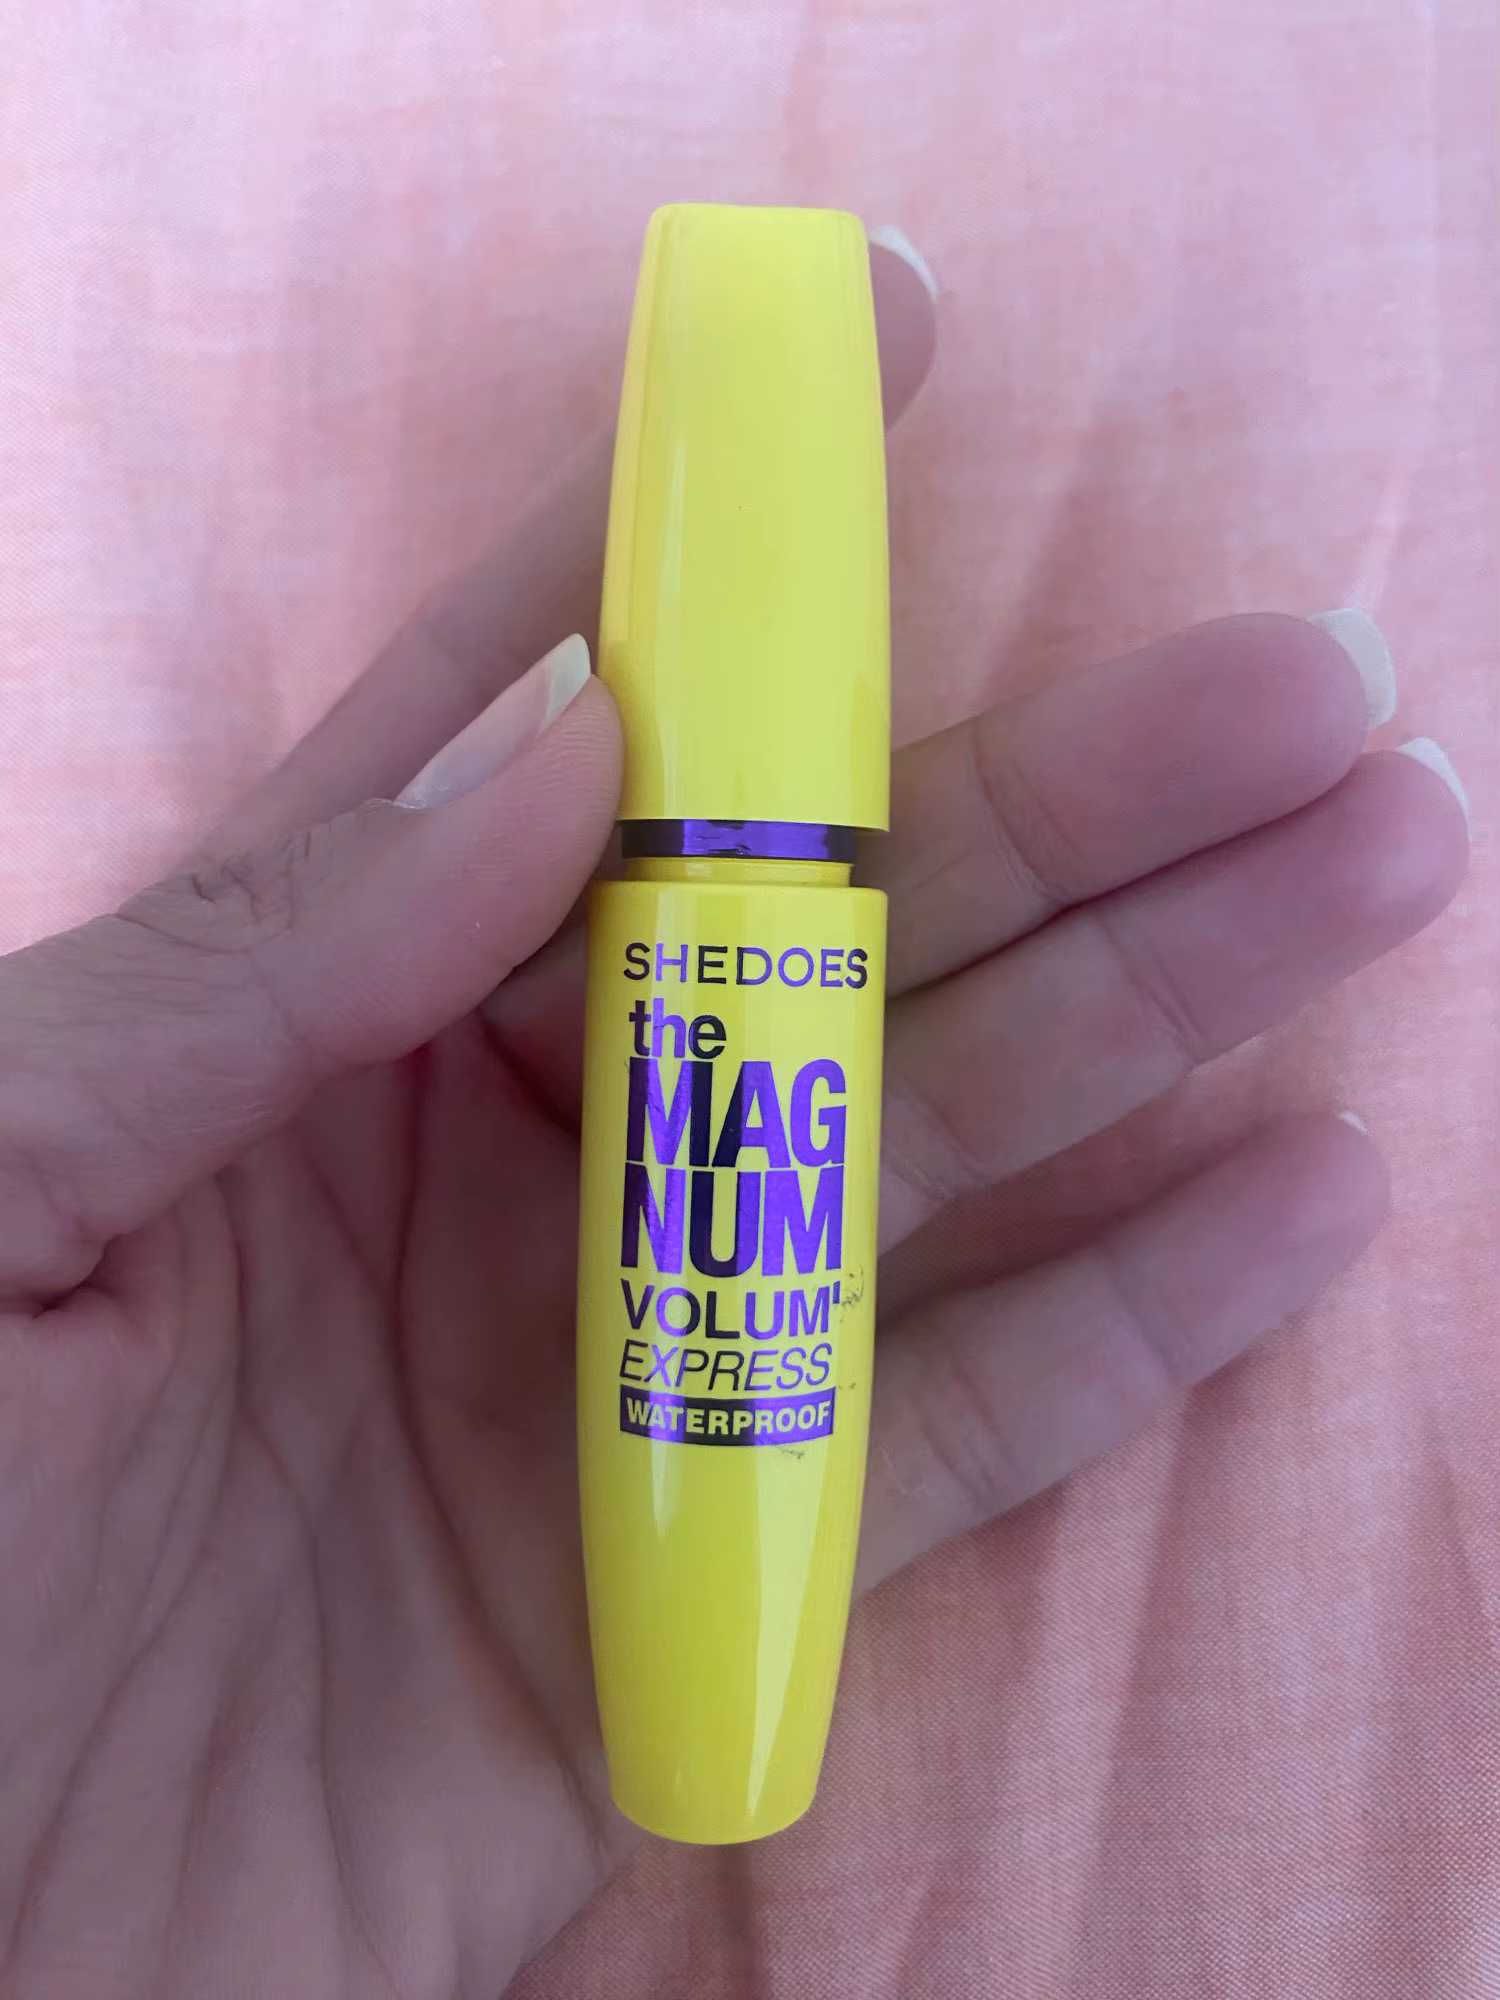 SHEDOES
the
MAG
NUM
VOLUM'
EXPRESS
WATERPROOF